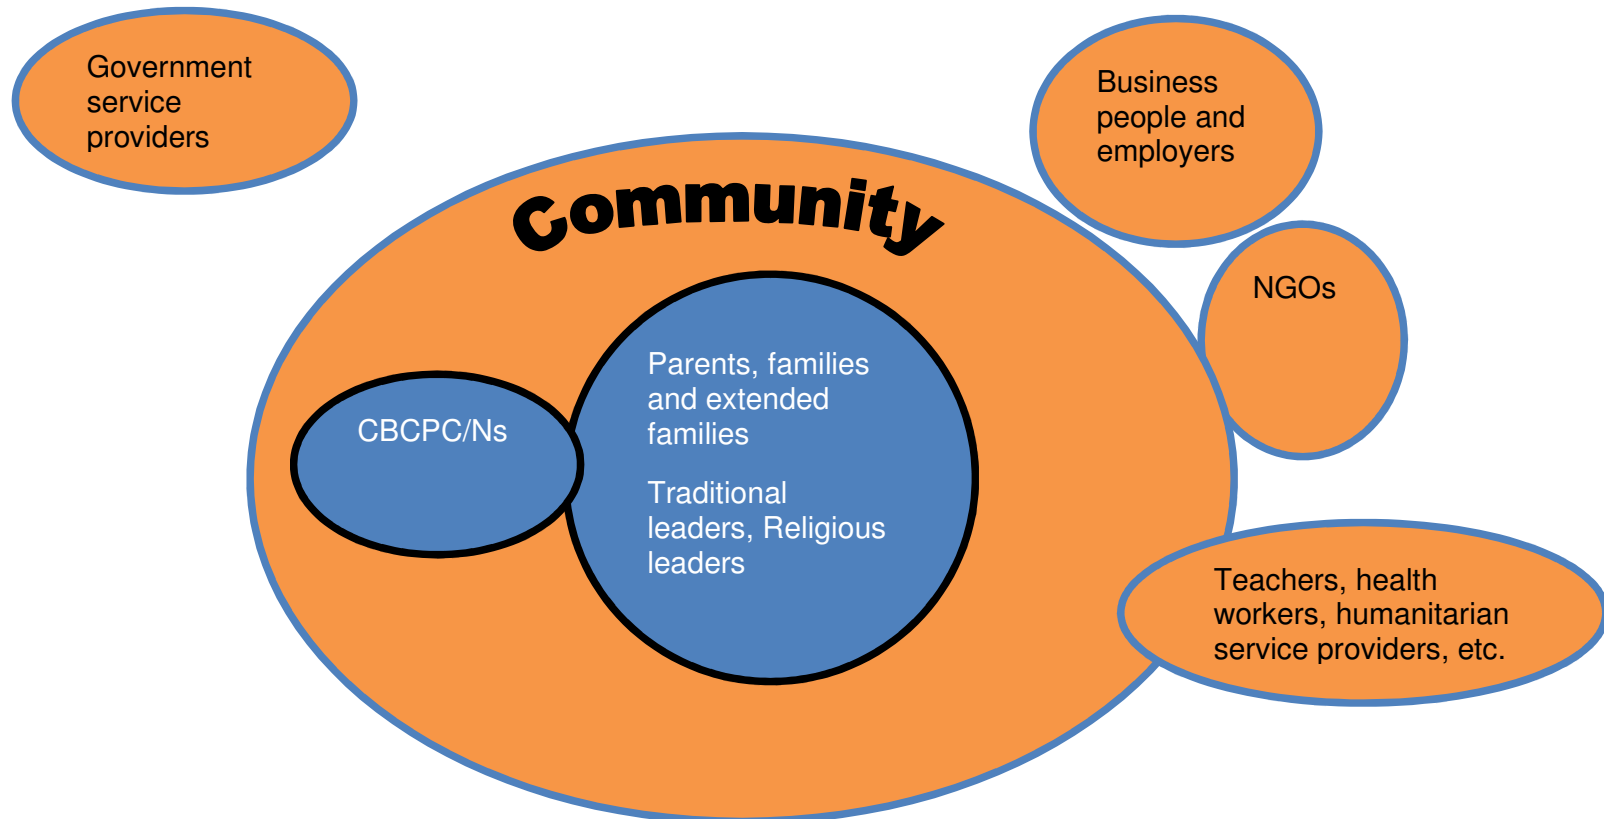 Government
service
providers
Business
people and
employers
Community
NGOs
Parents, families
and extended
families
CBCPC/Ns
Traditional
leaders, Religious
leaders
Teachers, health
workers, humanitarian
service providers, etc.